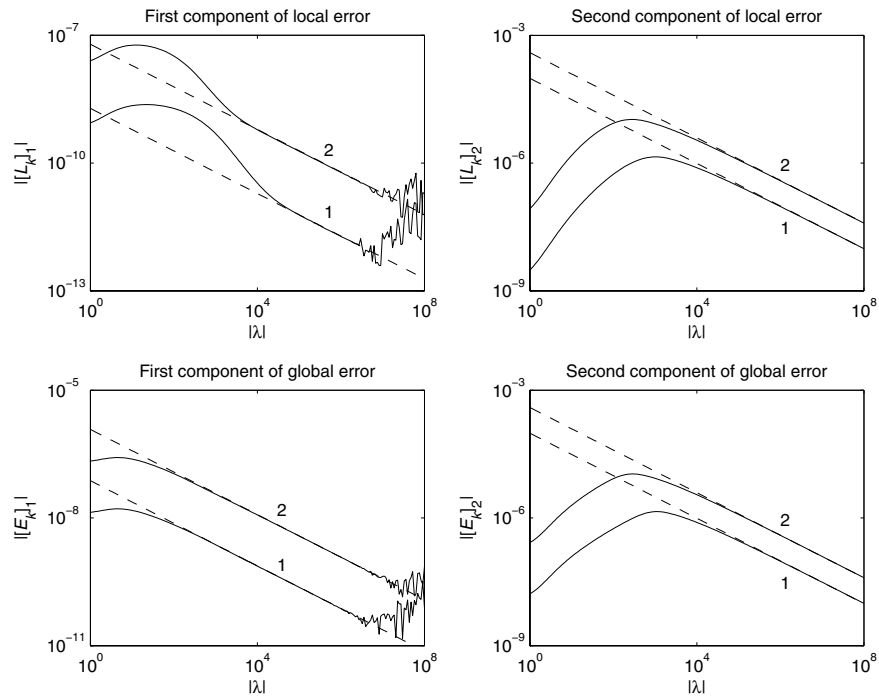 First component of local error
10^-7
10^-10
10^-13
|[L_k]_1|
2
1
10^0
10^4
10^8
|λ|
Second component of local error
10^-3
10^-6
10^-9
|[L_k]_2|
2
1
10^0
10^4
10^8
|λ|
First component of global error
10^-5
10^-8
10^-11
|[E_k]_1|
2
1
10^0
10^4
10^8
|λ|
Second component of global error
10^-3
10^-6
10^-9
|[E_k]_2|
2
1
10^0
10^4
10^8
|λ|